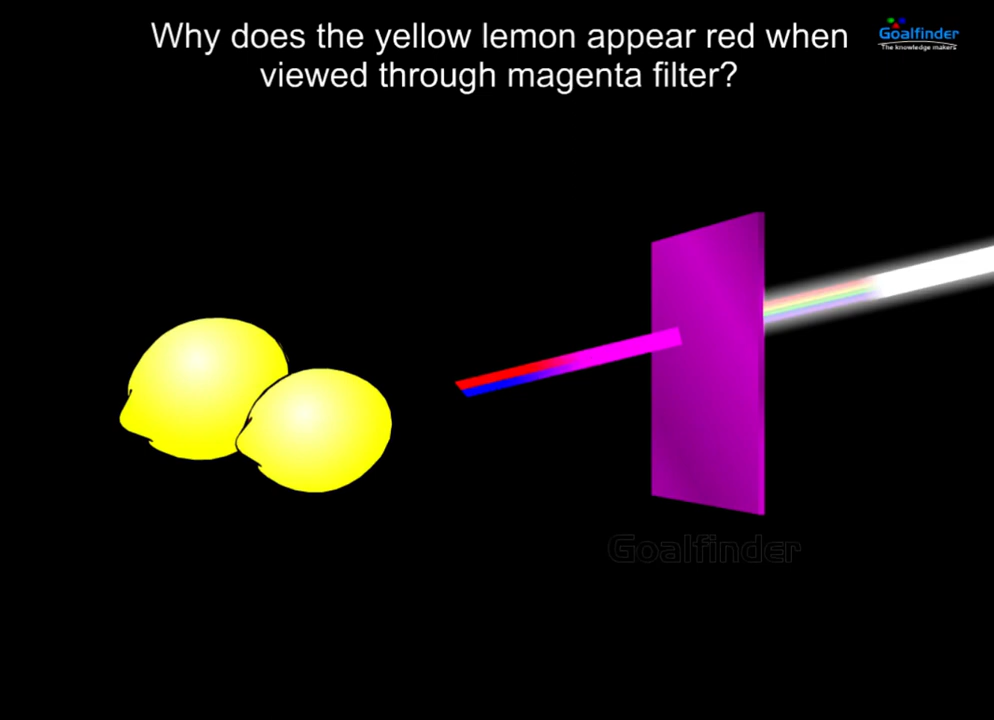 Why does the yellow lemon appear red when
viewed through magenta filter?
Goalfinder
The knowledge makers
Goalfinder